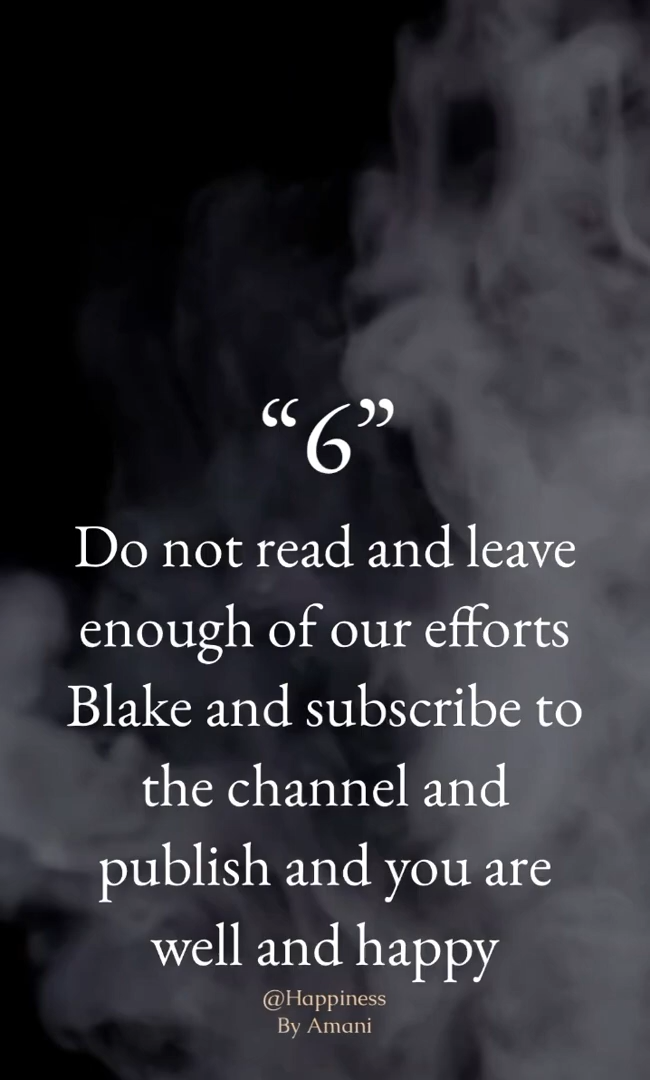 “6”
Do not read and leave
enough of our efforts
Blake and subscribe to
the channel and
publish and you are
well and happy
@Happiness
By Amani